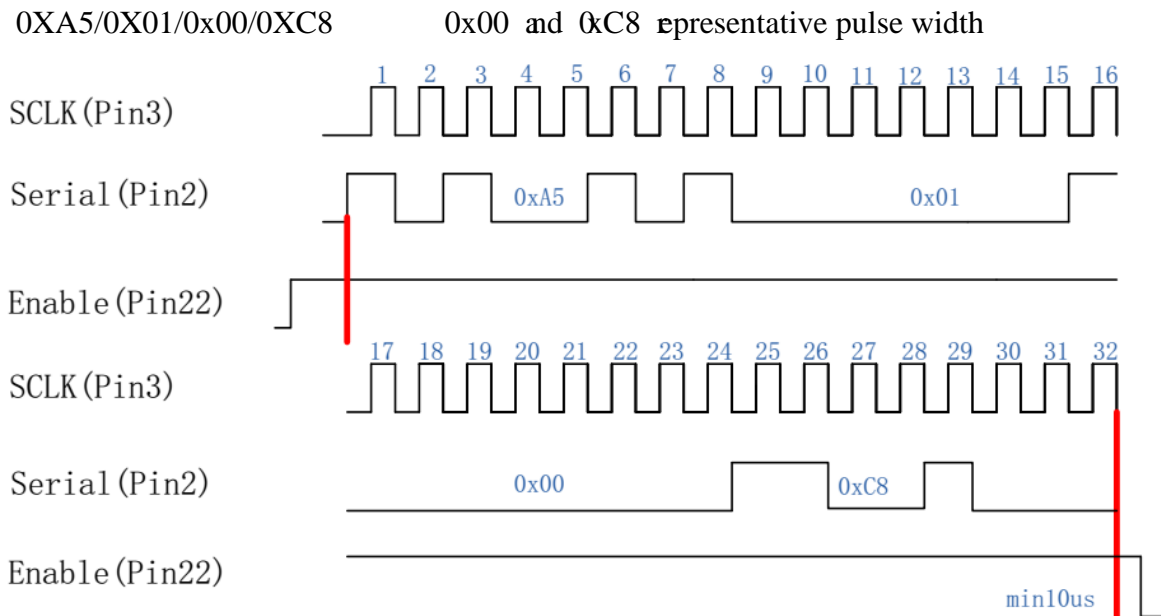 0XA5/0X01/0x00/0XC8 0x00 and 0xC8 representative pulse width
1 2 3 4 5 6 7 8 9 10 11 12 13 14 15 16
SCLK(Pin3)
Serial(Pin2) 0xA5 0x01
Enable(Pin22)
17 18 19 20 21 22 23 24 25 26 27 28 29 30 31 32
SCLK(Pin3)
Serial(Pin2) 0x00 0xC8
Enable(Pin22)
min10us